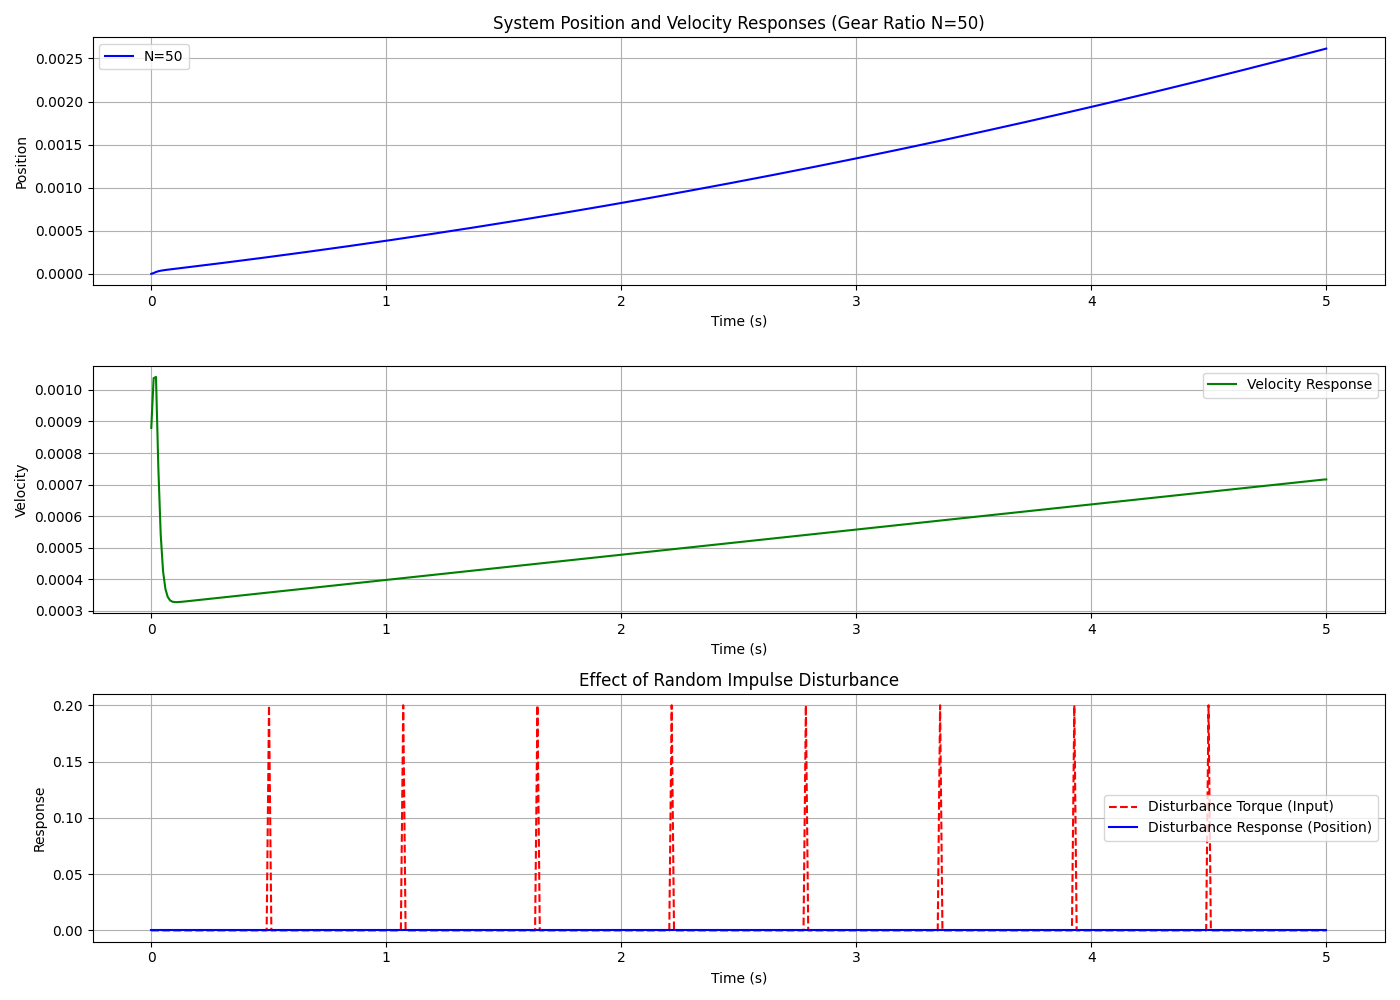 System Position and Velocity Responses (Gear Ratio N=50)
N=50
Position
0.0025
0.0020
0.0015
0.0010
0.0005
0.0000
0 1 2 3 4 5
Time (s)
Velocity Response
Velocity
0.0010
0.0009
0.0008
0.0007
0.0006
0.0005
0.0004
0.0003
0 1 2 3 4 5
Time (s)
Effect of Random Impulse Disturbance
Response
0.20
0.15
0.10
0.05
0.00
Disturbance Torque (Input)
Disturbance Response (Position)
0 1 2 3 4 5
Time (s)